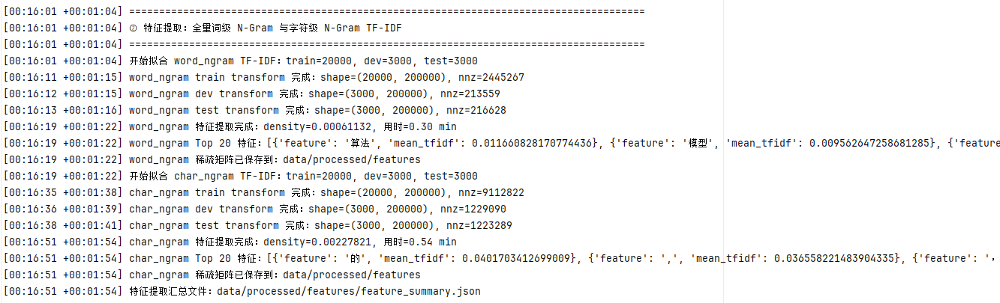 [00:16:01 +00:01:04] ======================================================================================
[00:16:01 +00:01:04] ② 特征提取：全量词级 N-Gram 与字符级 N-Gram TF-IDF
[00:16:01 +00:01:04] ======================================================================================
[00:16:01 +00:01:04] 开始拟合 word_ngram TF-IDF：train=20000, dev=3000, test=3000
[00:16:11 +00:01:15] word_ngram train transform 完成：shape=(20000, 200000), nnz=2445267
[00:16:12 +00:01:15] word_ngram dev transform 完成：shape=(3000, 200000), nnz=213559
[00:16:13 +00:01:16] word_ngram test transform 完成：shape=(3000, 200000), nnz=216628
[00:16:19 +00:01:22] word_ngram 特征提取完成：density=0.00061132, 用时=0.30 min
[00:16:19 +00:01:22] word_ngram Top 20 特征：[{'feature': '算法', 'mean_tfidf': 0.011660828170774436}, {'feature': '模型', 'mean_tfidf': 0.009562647258681285}, {'feature
[00:16:19 +00:01:22] word_ngram 稀疏矩阵已保存到：data/processed/features
[00:16:19 +00:01:22] 开始拟合 char_ngram TF-IDF：train=20000, dev=3000, test=3000
[00:16:35 +00:01:38] char_ngram train transform 完成：shape=(20000, 200000), nnz=9112822
[00:16:36 +00:01:39] char_ngram dev transform 完成：shape=(3000, 200000), nnz=1229090
[00:16:38 +00:01:41] char_ngram test transform 完成：shape=(3000, 200000), nnz=1223289
[00:16:51 +00:01:54] char_ngram 特征提取完成：density=0.00227821, 用时=0.54 min
[00:16:51 +00:01:54] char_ngram Top 20 特征：[{'feature': '的', 'mean_tfidf': 0.0401703412699009}, {'feature': ',', 'mean_tfidf': 0.036558221483904335}, {'feature': '，
[00:16:51 +00:01:54] char_ngram 稀疏矩阵已保存到：data/processed/features
[00:16:51 +00:01:54] 特征提取汇总文件：data/processed/features/feature_summary.json